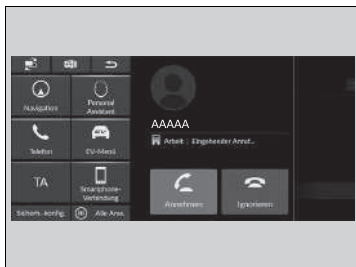 Navigation
Personal
Assistant
AAAAA
Arbeit | Eingehender Anruf..
Telefon
EV-Menü
TA
Smartphone-
Verbindung
Annehmen
Ignorieren
Sicherh.-konfig.
Alle Anw.